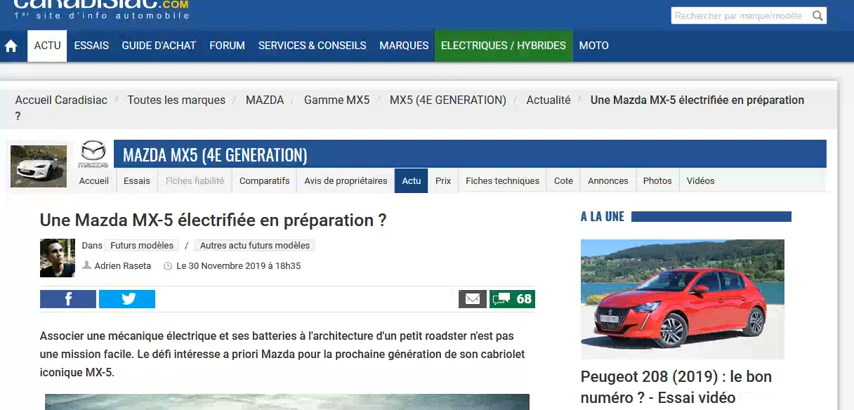 caradisiac.COM
1er site d'info automobile
Rechercher par marque/modèle
ACTU ESSAIS GUIDE D'ACHAT FORUM SERVICES & CONSEILS MARQUES ELECTRIQUES / HYBRIDES MOTO
Accueil Caradisiac / Toutes les marques / MAZDA / Gamme MX5 / MX5 (4E GENERATION) / Actualité / Une Mazda MX-5 électrifiée en préparation
?
mazda
MAZDA MX5 (4E GENERATION)
Accueil Essais Fiches fiabilité Comparatifs Avis de propriétaires Actu Prix Fiches techniques Cote Annonces Photos Vidéos
Une Mazda MX-5 électrifiée en préparation ?
Dans Futurs modèles / Autres actu futurs modèles
Adrien Raseta Le 30 Novembre 2019 à 18h35
f 68
Associer une mécanique électrique et ses batteries à l'architecture d'un petit roadster n'est pas
une mission facile. Le défi intéresse a priori Mazda pour la prochaine génération de son cabriolet
iconique MX-5.
A LA UNE
Peugeot 208 (2019) : le bon
numéro ? - Essai vidéo